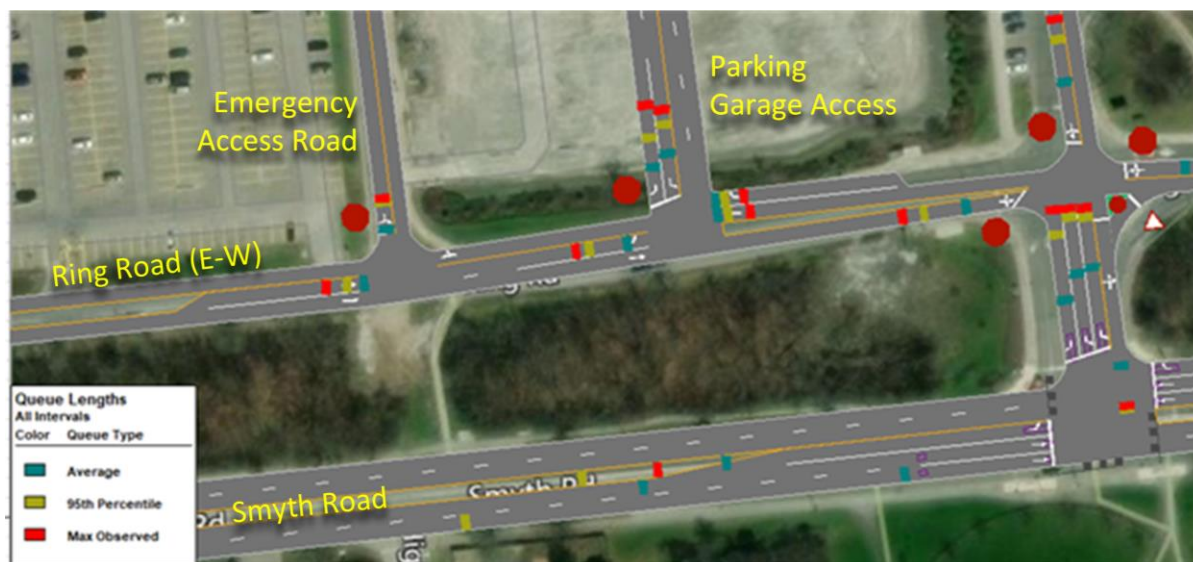 Emergency
Access Road
Parking
Garage Access
Ring Road (E-W)
Smyth Road
Queue Lengths
All Intervals
Color Queue Type
Average
95th Percentile
Max Observed